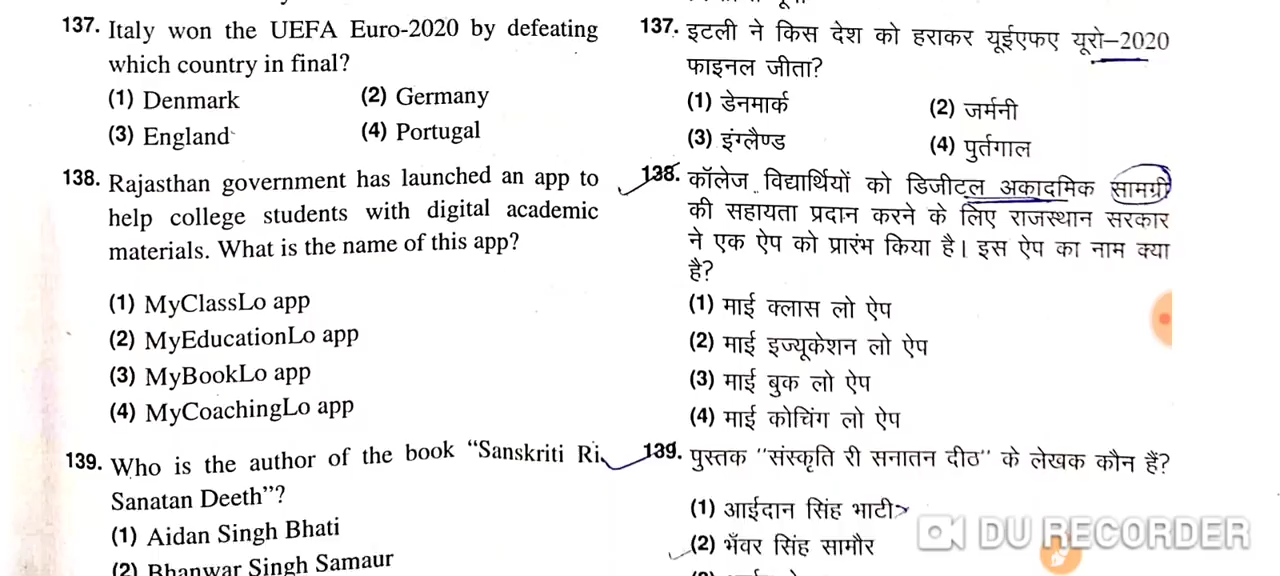 137. Italy won the UEFA Euro-2020 by defeating
which country in final?
(1) Denmark (2) Germany
(3) England (4) Portugal
138. Rajasthan government has launched an app to
help college students with digital academic
materials. What is the name of this app?
(1) MyClassLo app
(2) MyEducationLo app
(3) MyBookLo app
(4) MyCoachingLo app
139. Who is the author of the book “Sanskriti Ri
Sanatan Deeth”?
(1) Aidan Singh Bhati
(2) Bhanwar Singh Samaur
137. इटली ने किस देश को हराकर यूईएफए यूरो–2020
फाइनल जीता?
(1) डेनमार्क (2) जर्मनी
(3) इंग्लैण्ड (4) पुर्तगाल
138. कॉलेज विद्यार्थियों को डिजीटल अकादमिक सामग्री
की सहायता प्रदान करने के लिए राजस्थान सरकार
ने एक ऐप को प्रारंभ किया है। इस ऐप का नाम क्या
है?
(1) माई क्लास लो ऐप
(2) माई इज्यूकेशन लो ऐप
(3) माई बुक लो ऐप
(4) माई कोचिंग लो ऐप
139. पुस्तक "संस्कृति री सनातन दीठ" के लेखक कौन हैं?
(1) आईदान सिंह भाटी
(2) भँवर सिंह सामौर
DU RECORDER